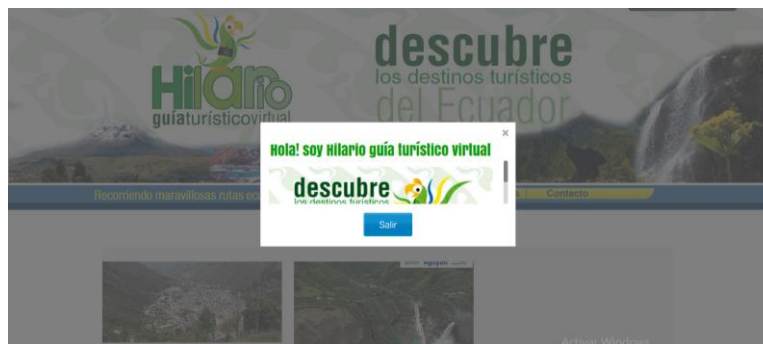 Hilario
guíaturísticovirtual
descubre
los destinos turísticos
del Ecuador
×
Hola! soy Hilario guía turístico virtual
descubre
los destinos turísticos
Salir
Recorriendo maravillosas rutas
Contacto
Activar Windows